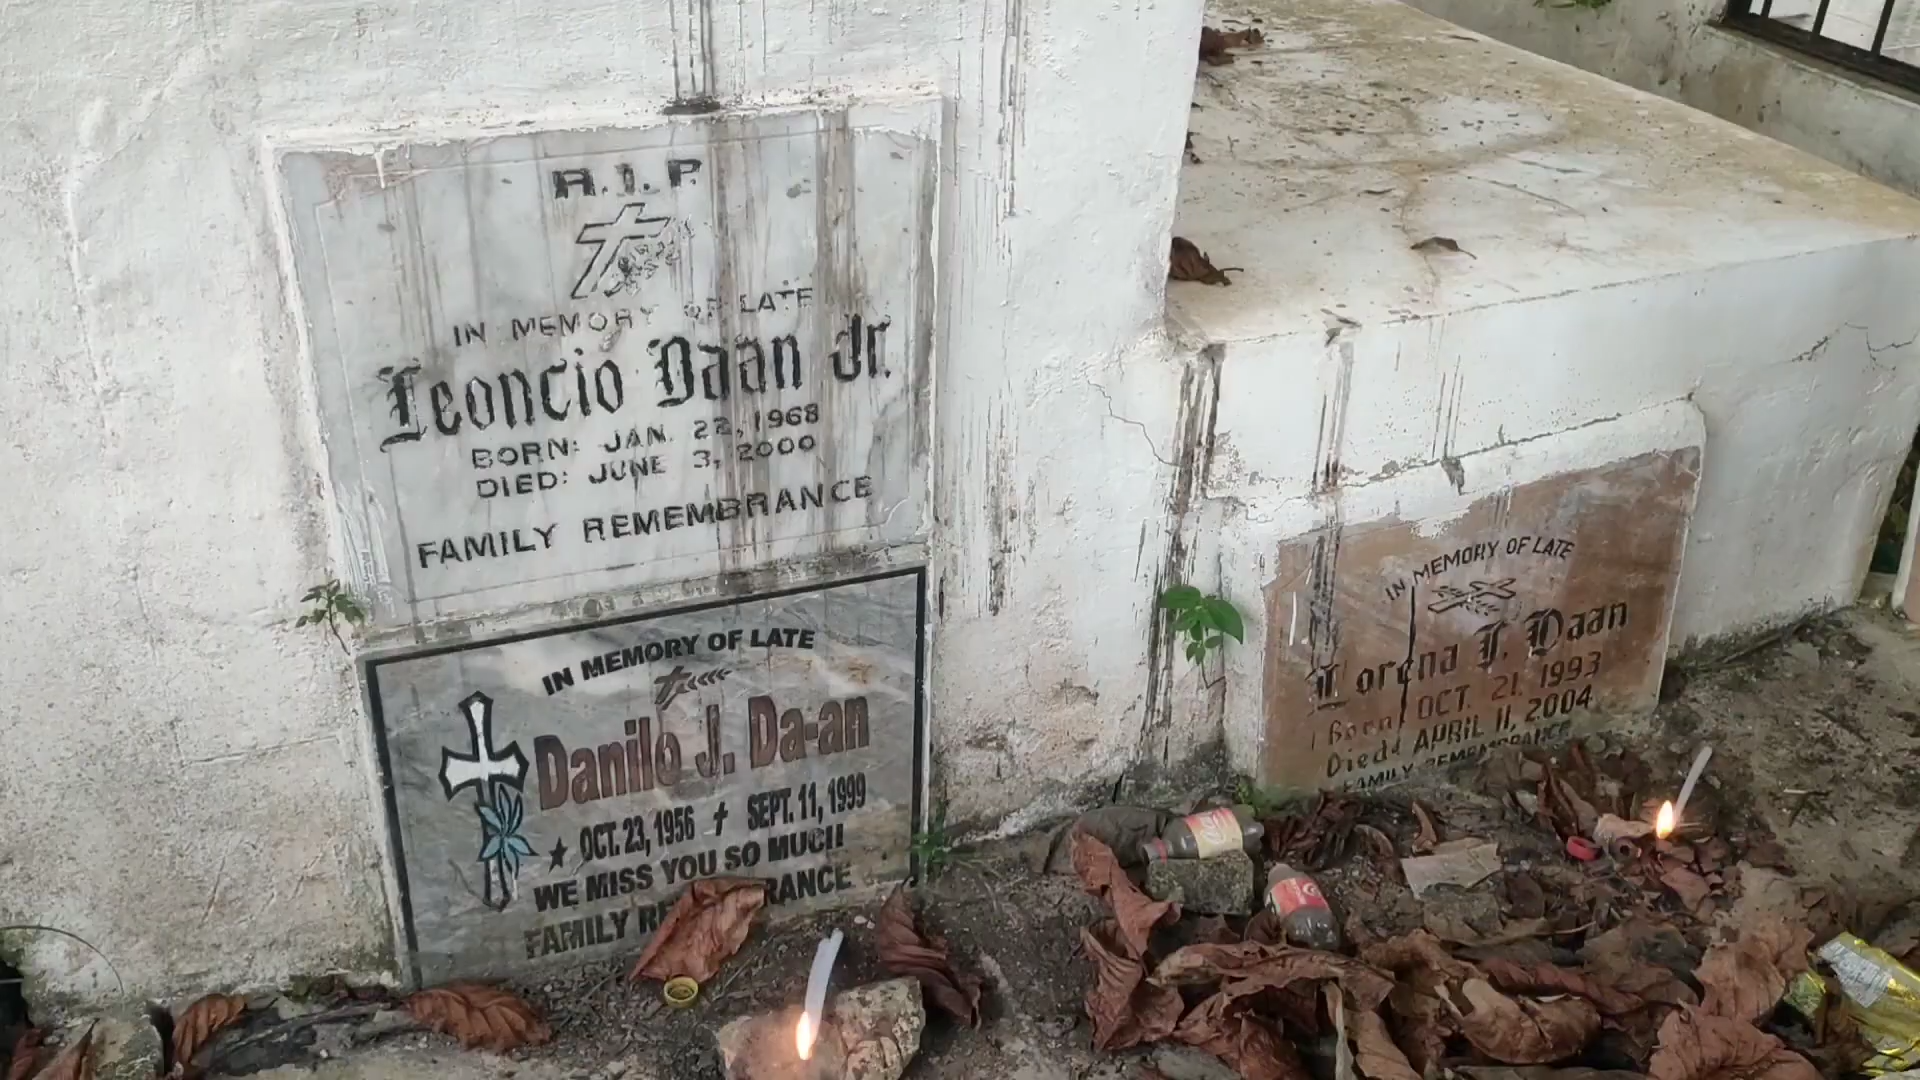 R.I.P.
IN MEMORY OF LATE
Leoncio Daan Jr.
BORN: JAN. 22, 1968
DIED: JUNE 3, 2000
FAMILY REMEMBRANCE
IN MEMORY OF LATE
Danilo J. Da-an
OCT. 23, 1956 SEPT. 11, 1999
WE MISS YOU SO MUCH
FAMILY
IN MEMORY OF LATE
Lorena J. Daan
Born: OCT. 21, 1993
Died: APRIL 11, 2004
FAMILY REMEMBRANCE